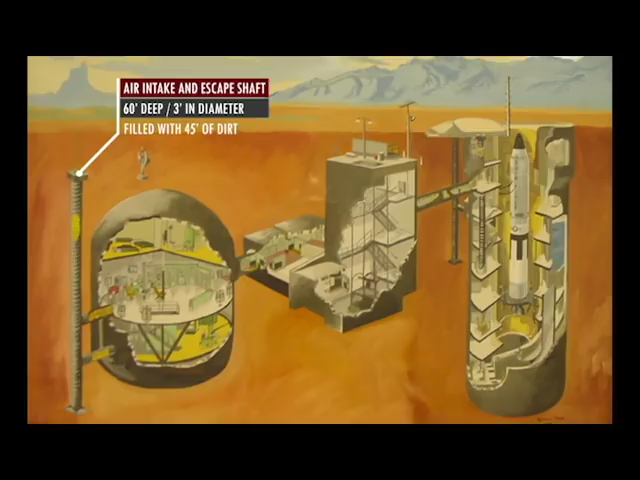 AIR INTAKE AND ESCAPE SHAFT
60' DEEP / 3' IN DIAMETER
FILLED WITH 45' OF DIRT